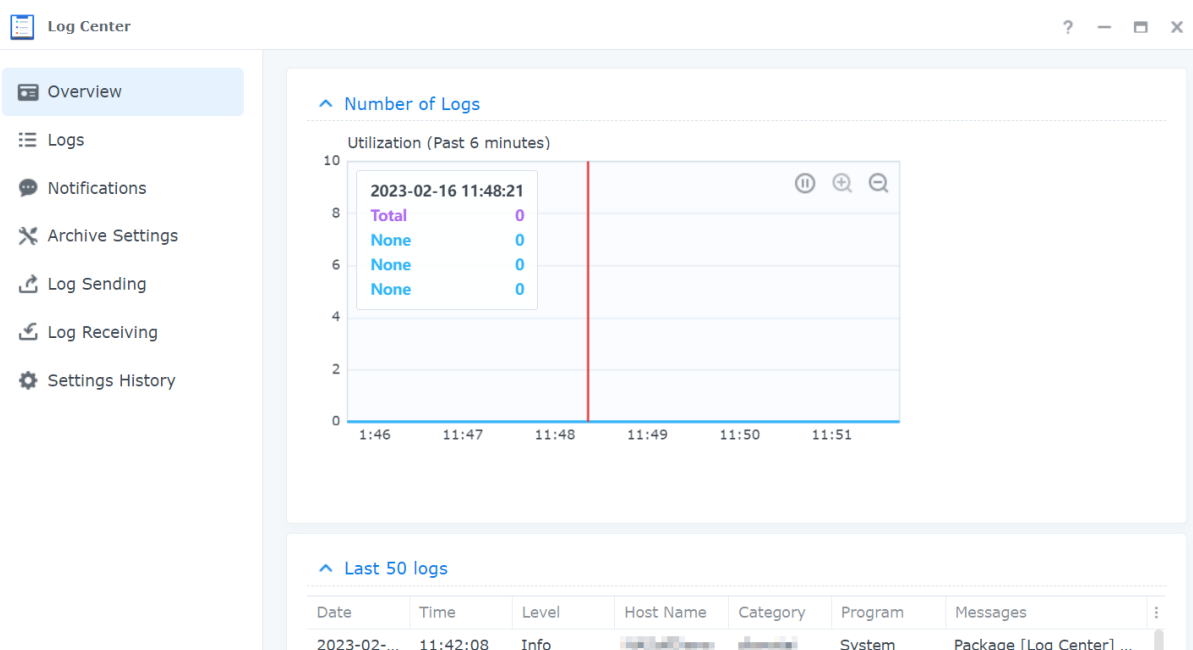 Log Center
?
Overview
Logs
Notifications
Archive Settings
Log Sending
Log Receiving
Settings History
Number of Logs
Utilization (Past 6 minutes)
10
8
6
4
2
0
2023-02-16 11:48:21
Total 0
None 0
None 0
None 0
1:46 11:47 11:48 11:49 11:50 11:51
Last 50 logs
Date Time Level Host Name Category Program Messages
2023-02-... 11:42:08 Info System Package [Log Center] ...